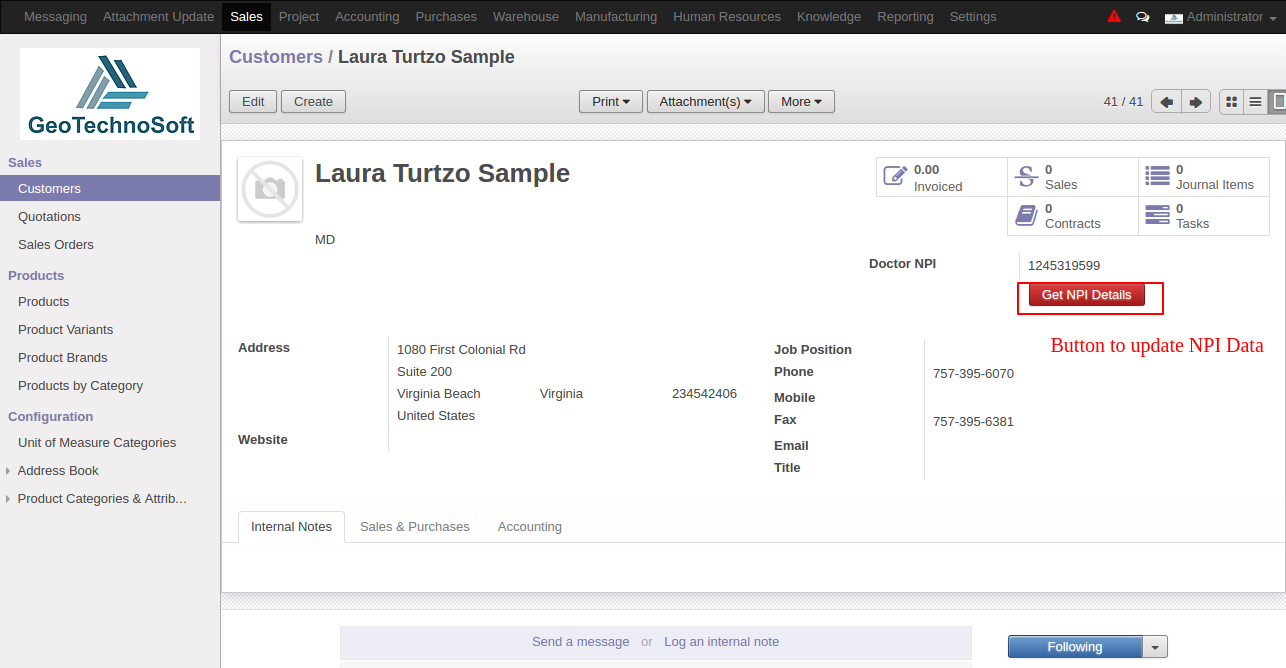 Messaging Attachment Update Sales Project Accounting Purchases Warehouse Manufacturing Human Resources Knowledge Reporting Settings Administrator
GeoTechnoSoft
Sales
Customers
Quotations
Sales Orders
Products
Products
Product Variants
Product Brands
Products by Category
Configuration
Unit of Measure Categories
Address Book
Product Categories & Attrib...
Customers / Laura Turtzo Sample
Edit Create Print Attachment(s) More 41 / 41
Laura Turtzo Sample
MD
0.00 Invoiced
0 Sales
0 Journal Items
0 Contracts
0 Tasks
Doctor NPI 1245319599
Get NPI Details
Button to update NPI Data
Address
1080 First Colonial Rd
Suite 200
Virginia Beach Virginia 234542406
United States
Website
Job Position
Phone 757-395-6070
Mobile
Fax 757-395-6381
Email
Title
Internal Notes Sales & Purchases Accounting
Send a message or Log an internal note
Following